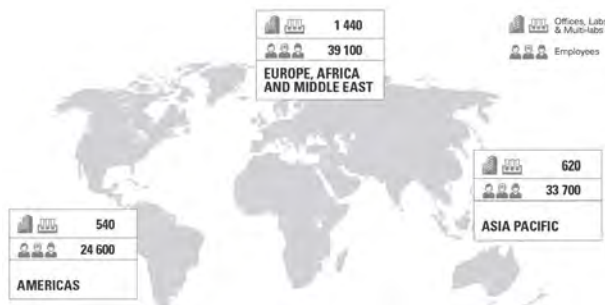 1 440
39 100
EUROPE, AFRICA
AND MIDDLE EAST
Offices, Labs
& Multi-labs
Employees
620
33 700
ASIA PACIFIC
540
24 600
AMERICAS